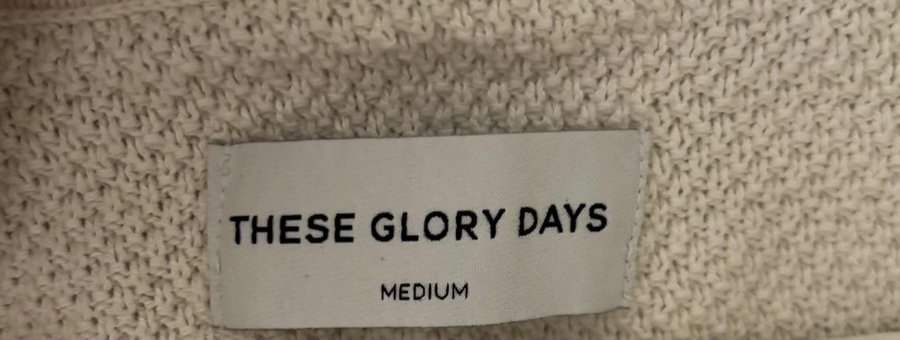 THESE GLORY DAYS
MEDIUM